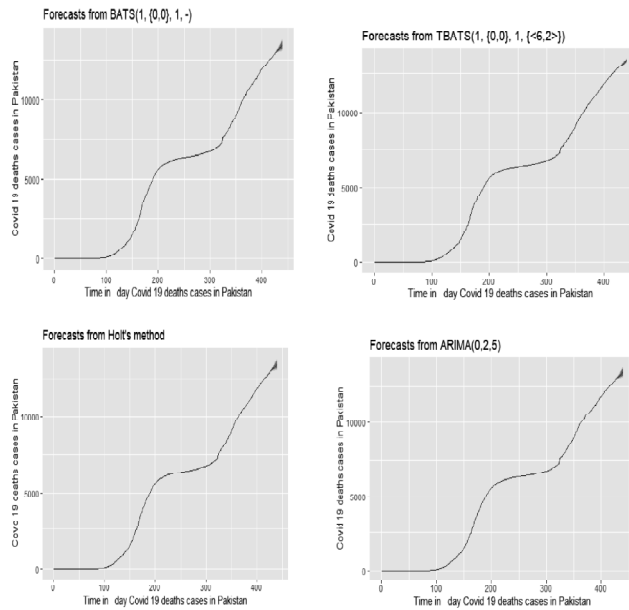 Forecasts from BATS(1, {0,0}, 1, -)
Covid 19 deaths cases in Pakistan
10000
5000
0
0 100 200 300 400
Time in day Covid 19 deaths cases in Pakistan
Forecasts from TBATS(1, {0,0}, 1, {<6,2>})
Covid 19 deaths cases in Pakistan
10000
5000
0
0 100 200 300 400
Time in day Covid 19 deaths cases in Pakistan
Forecasts from Holt's method
Covid 19 deaths cases in Pakistan
10000
5000
0
0 100 200 300 400
Time in day Covid 19 deaths cases in Pakistan
Forecasts from ARIMA(0,2,5)
Covid 19 deaths cases in Pakistan
10000
5000
0
0 100 200 300 400
Time in day Covid 19 deaths cases in Pakistan